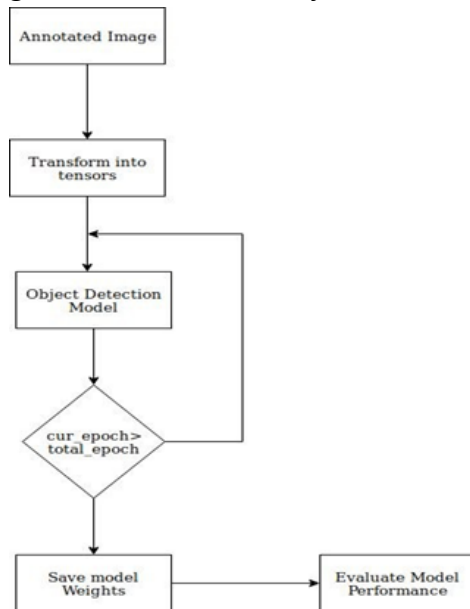 Annotated Image
Transform into
tensors
Object Detection
Model
cur_epoch>
total_epoch
Save model
Weights
Evaluate Model
Performance